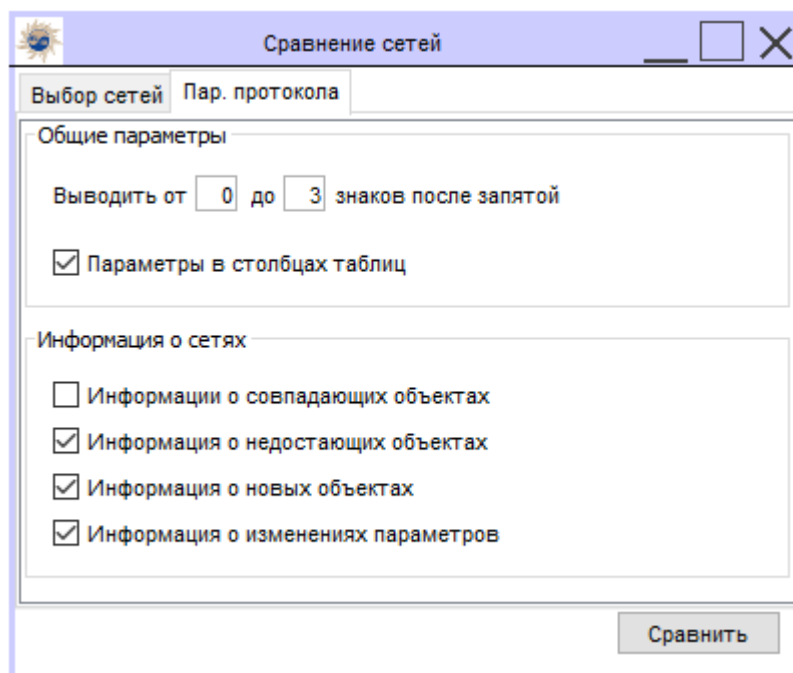 Сравнение сетей
Выбор сетей Пар. протокола
Общие параметры
Выводить от 0 до 3 знаков после запятой
Параметры в столбцах таблиц
Информация о сетях
Информации о совпадающих объектах
Информация о недостающих объектах
Информация о новых объектах
Информация о изменениях параметров
Сравнить